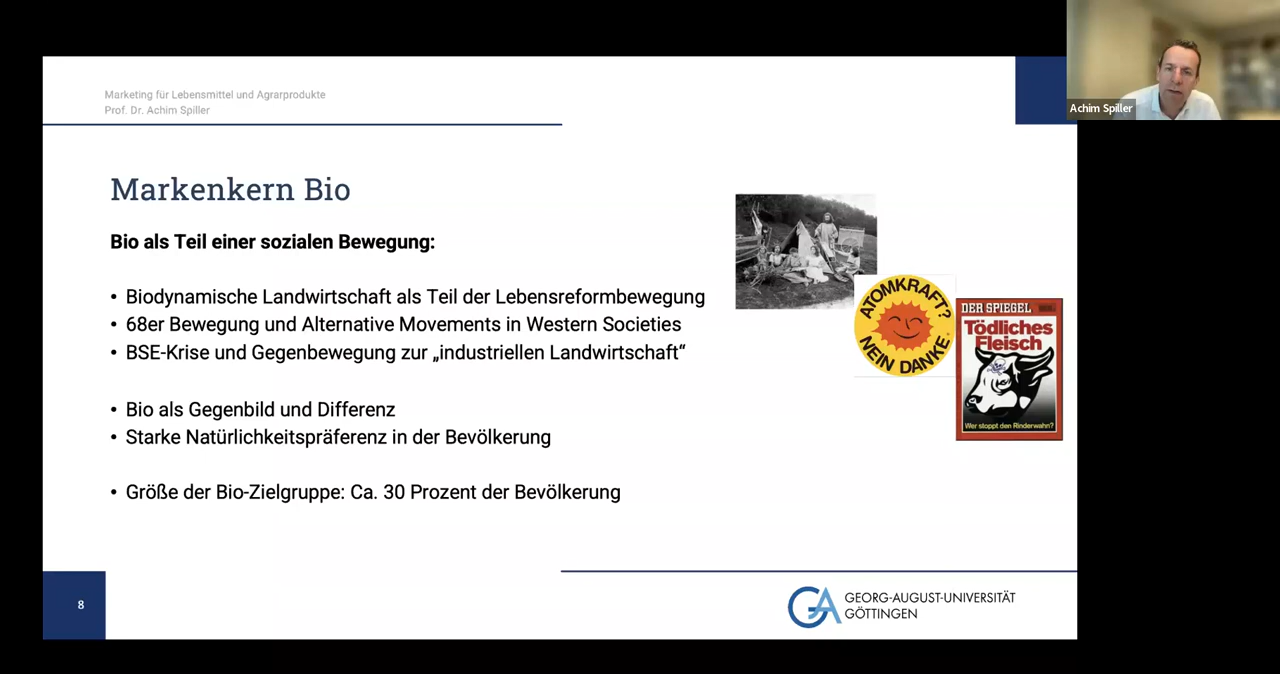 Marketing für Lebensmittel und Agrarprodukte
Prof. Dr. Achim Spiller
Achim Spiller
Markenkern Bio
Bio als Teil einer sozialen Bewegung:
• Biodynamische Landwirtschaft als Teil der Lebensreformbewegung
• 68er Bewegung und Alternative Movements in Western Societies
• BSE-Krise und Gegenbewegung zur „industriellen Landwirtschaft“
• Bio als Gegenbild und Differenz
• Starke Natürlichkeitspräferenz in der Bevölkerung
• Größe der Bio-Zielgruppe: Ca. 30 Prozent der Bevölkerung
ATOMKRAFT?
NEIN DANKE
DER SPIEGEL
Tödliches
Fleisch
Wer stoppt den Rinderwahn?
8
GA
GEORG-AUGUST-UNIVERSITÄT
GÖTTINGEN